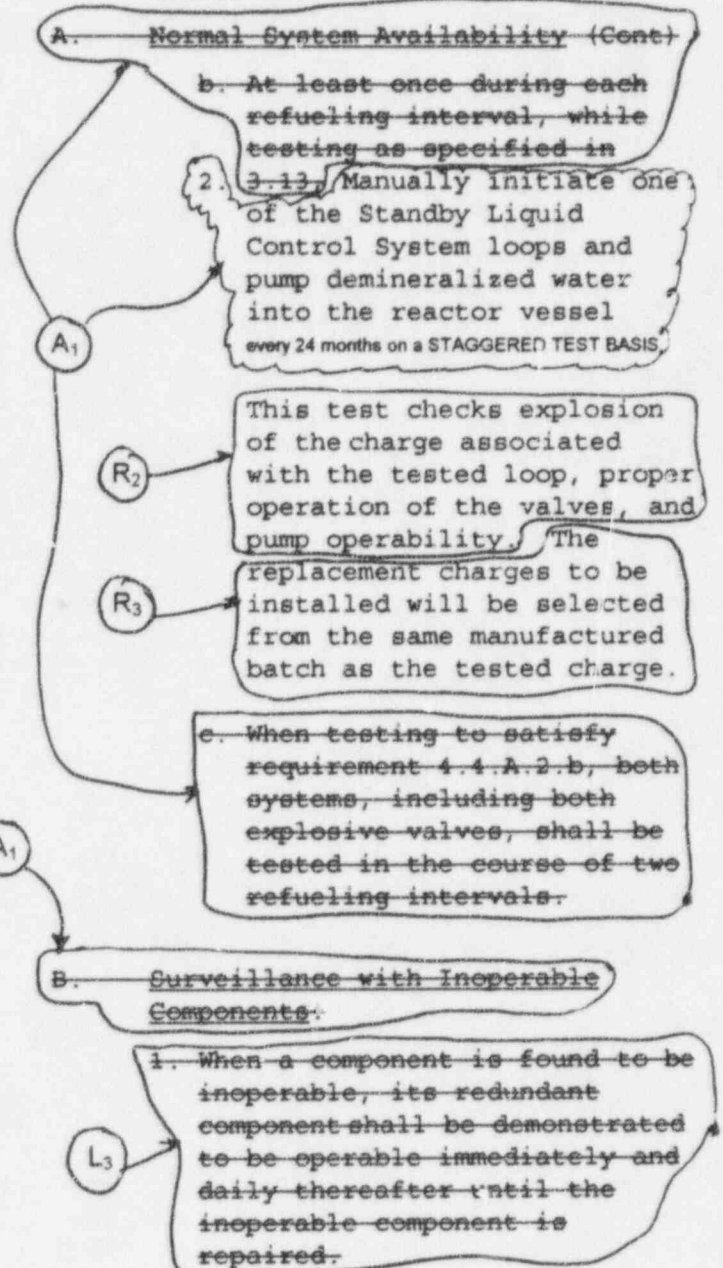 A. Normal System Availability (Cont)
b. At least once during each
refueling interval, while
testing as specified in
2. 3.13, Manually initiate one
of the Standby Liquid
Control System loops and
pump demineralized water
into the reactor vessel
A1
every 24 months on a STAGGERED TEST BASIS
This test checks explosion
of the charge associated
R2
with the tested loop, proper
operation of the valves, and
pump operability. The
replacement charges to be
R3
installed will be selected
from the same manufactured
batch as the tested charge.
c. When testing to satisfy
requirement 4.4.A.2.b, both
systems, including both
explosive valves, shall be
A1
tested in the course of two
refueling intervals.
B. Surveillance with Inoperable
Components.
1. When a component is found to be
inoperable, its redundant
component shall be demonstrated
L3
to be operable immediately and
daily thereafter until the
inoperable component is
repaired.